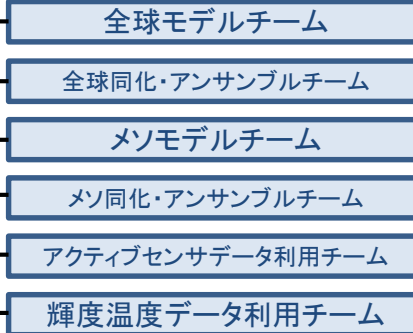 全球モデルチーム
全球同化・アンサンブルチーム
メソモデルチーム
メソ同化・アンサンブルチーム
アクティブセンサデータ利用チーム
輝度温度データ利用チーム